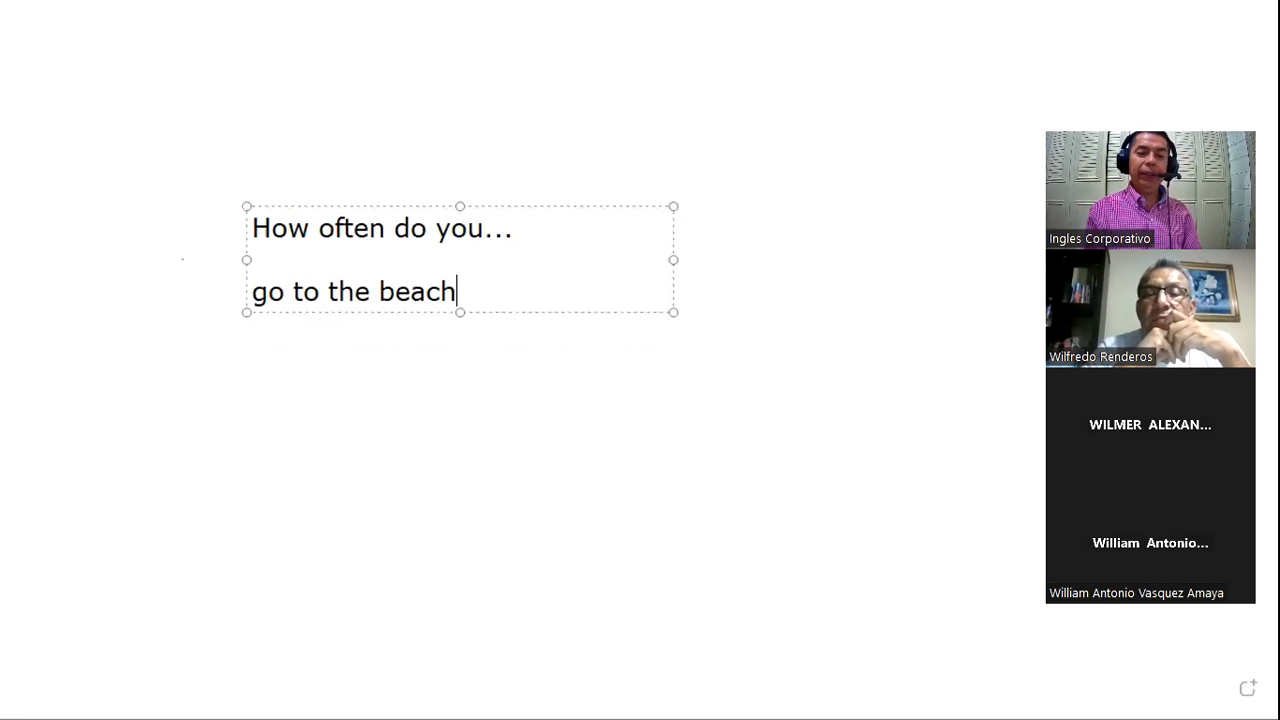 How often do you...
go to the beach
Ingles Corporativo
Wilfredo Renderos
WILMER ALEXAN...
William Antonio...
William Antonio Vasquez Amaya